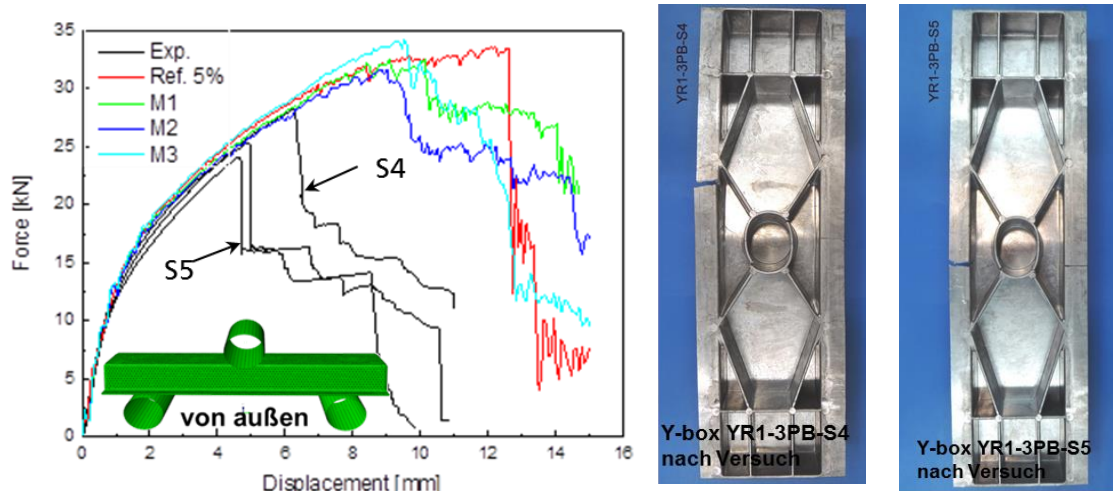 35
30
25
20
15
10
5
0
Force [kN]
Exp.
Ref. 5%
M1
M2
M3
S4
S5
von außen
0 2 4 6 8 10 12 14 16
Displacement [mm]
YR1-3PB-S4
Y-box YR1-3PB-S4
nach Versuch
YR1-3PB-S5
Y-box YR1-3PB-S5
nach Versuch